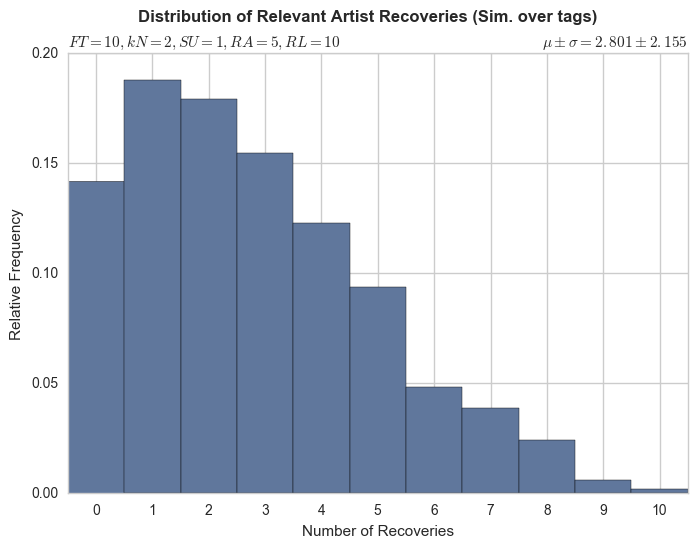 Distribution of Relevant Artist Recoveries (Sim. over tags)
FT = 10, kN = 2, SU = 1, RA = 5, RL = 10
μ ± σ = 2.801 ± 2.155
0.20
0.15
0.10
0.05
0.00
Relative Frequency
0 1 2 3 4 5 6 7 8 9 10
Number of Recoveries